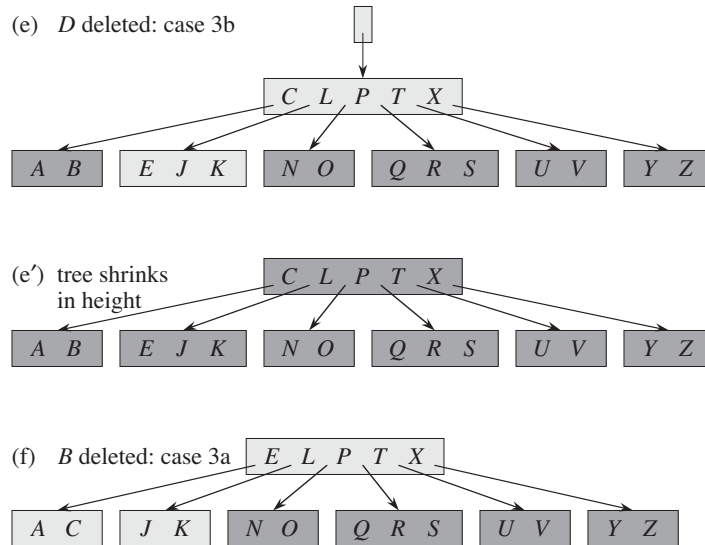 (e) D deleted: case 3b
C L P T X
A B E J K N O Q R S U V Y Z
(e′) tree shrinks
in height
C L P T X
A B E J K N O Q R S U V Y Z
(f) B deleted: case 3a
E L P T X
A C J K N O Q R S U V Y Z